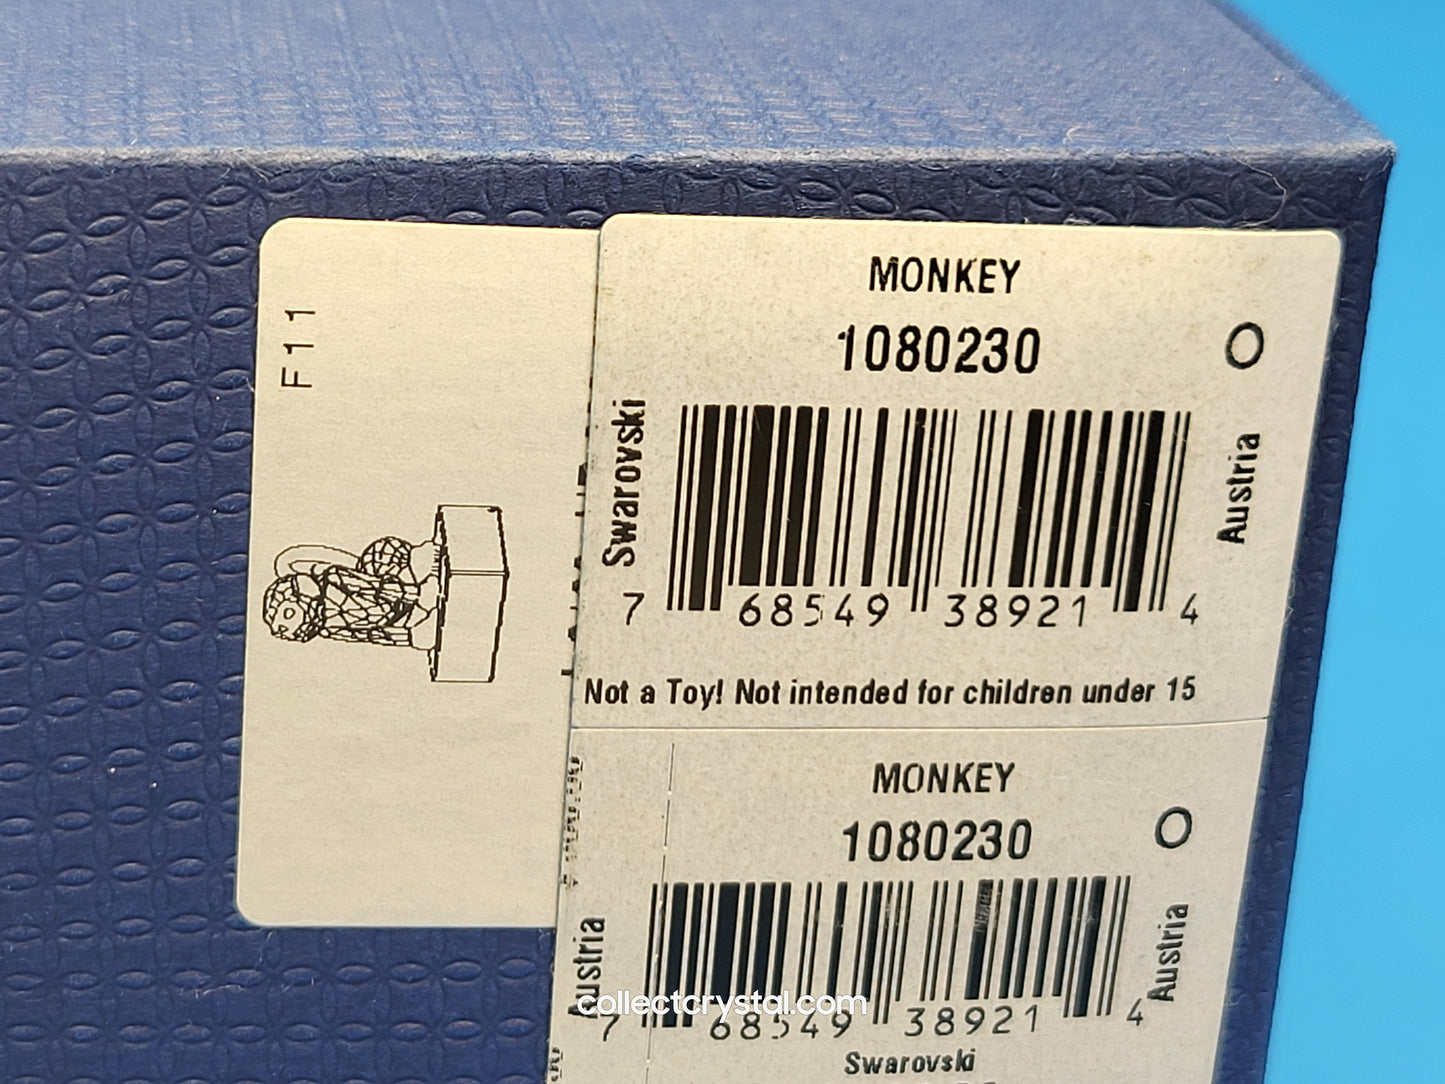 F11
MONKEY
1080230
O
Swarovski
Austria
7 68549 38921 4
Not a Toy! Not intended for children under 15
MONKEY
1080230
O
Austria
Austria
7 68549 38921 4
Swarovski
collectcrystal.com